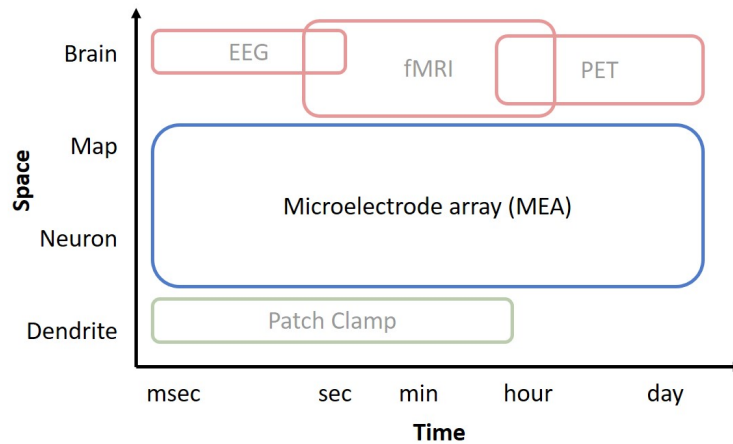 Brain
EEG
fMRI
PET
Map
Space
Microelectrode array (MEA)
Neuron
Patch Clamp
Dendrite
msec sec min hour day
Time